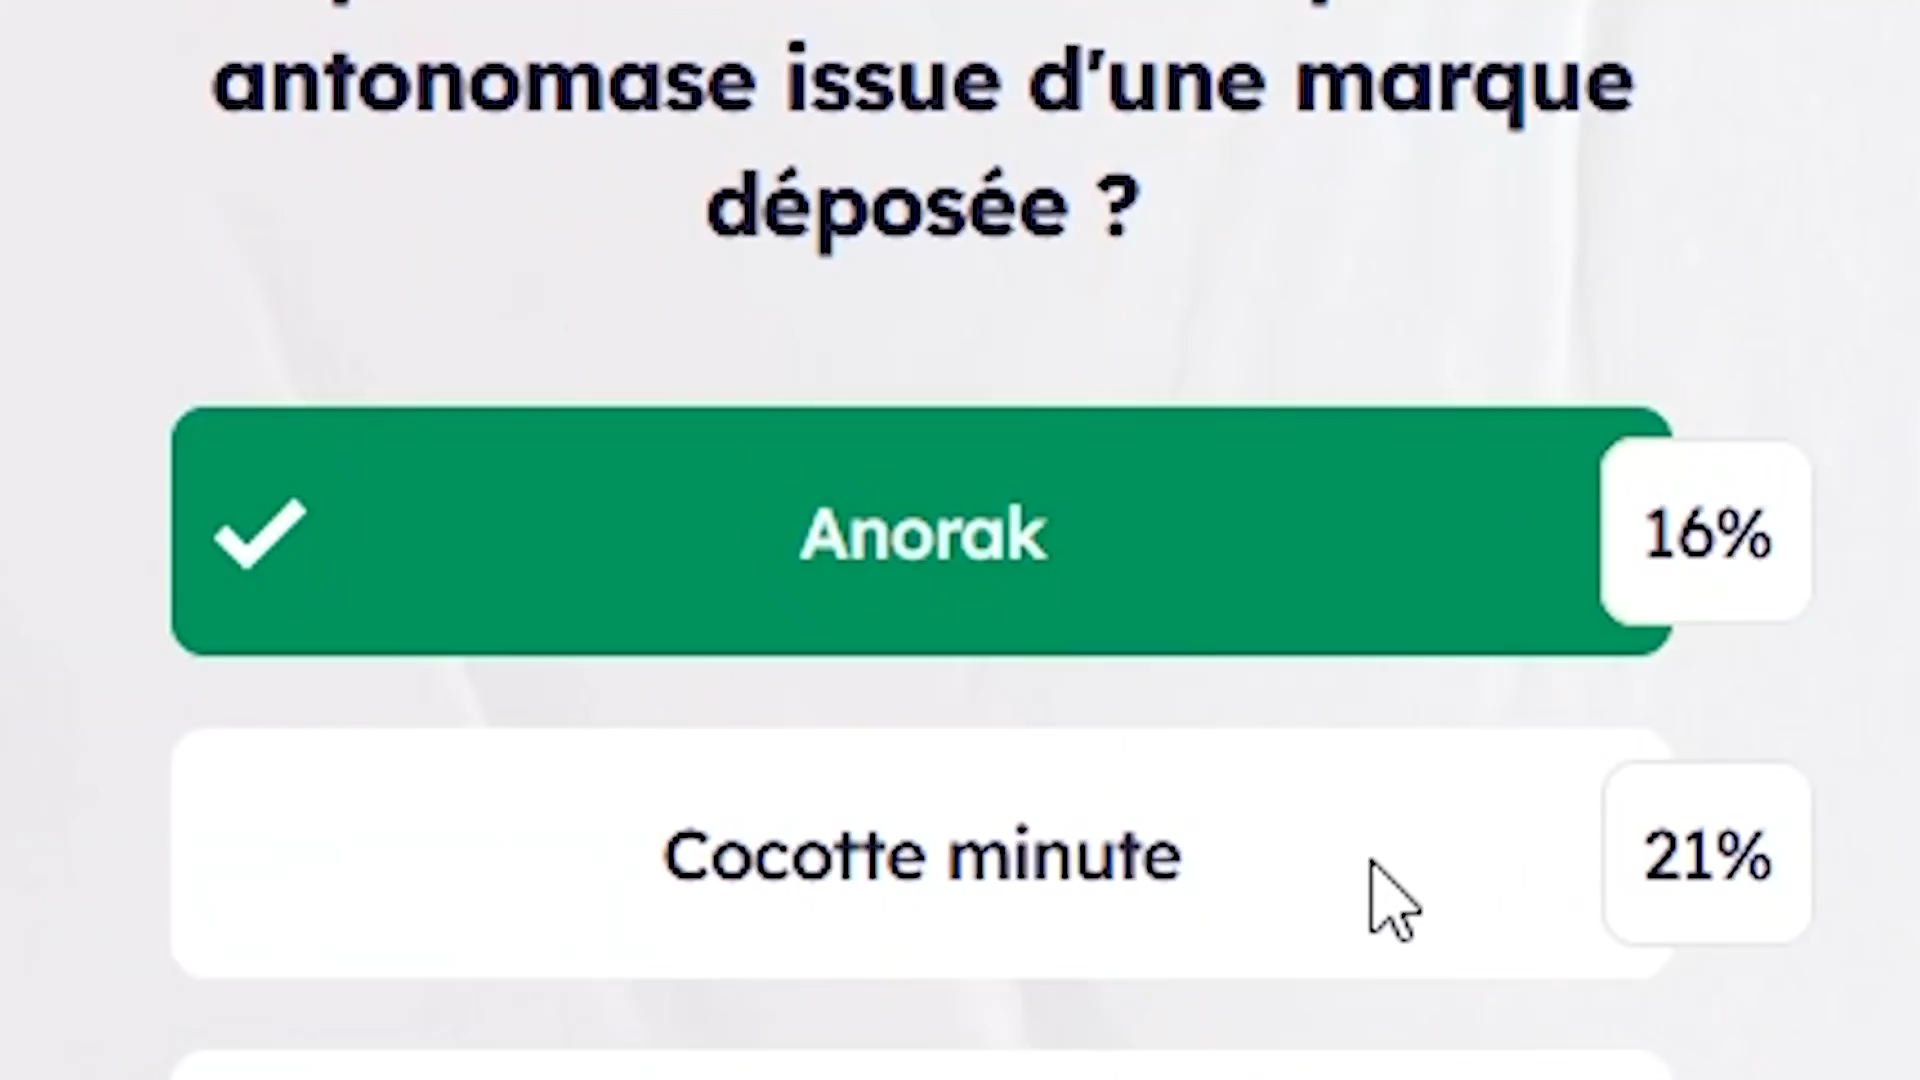 antonomase issue d'une marque
déposée ?
Anorak
16%
Cocotte minute
21%